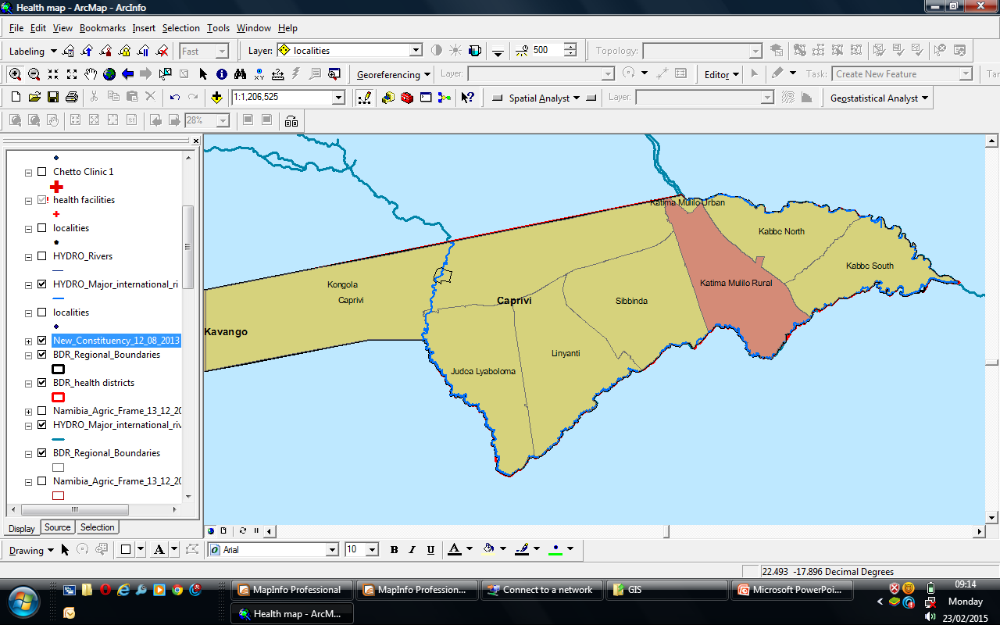 Health map - ArcMap - ArcInfo
File Edit View Bookmarks Insert Selection Tools Window Help
Labeling Fast Layer: localities 500 Topology:
Georeferencing Layer: Editor Task: Create New Feature Tar
1:1,206,525 Spatial Analyst Layer: Geostatistical Analyst
1:1 28%
Chetto Clinic 1
health facilities
localities
HYDRO_Rivers
HYDRO_Major_international_ri
localities
New_Constituency_12_08_2013
BDR_Regional_Boundaries
BDR_health districts
Namibia_Agric_Frame_13_12_20
HYDRO_Major_international_riv
BDR_Regional_Boundaries
Namibia_Agric_Frame_13_12_20
Display Source Selection
Katima Mulilo Urban
Kabbe North
Kabbe South
Kongola
Katima Mulilo Rural
Caprivi
Caprivi
Sibbinda
Kavango
Linyanti
Judea Lyaboloma
Drawing A Arial 10 B I U A
22.493 -17.896 Decimal Degrees
MapInfo Professional MapInfo Profession... Connect to a network GIS Microsoft PowerPoi...
Health map - ArcM...
09:14
Monday
23/02/2015